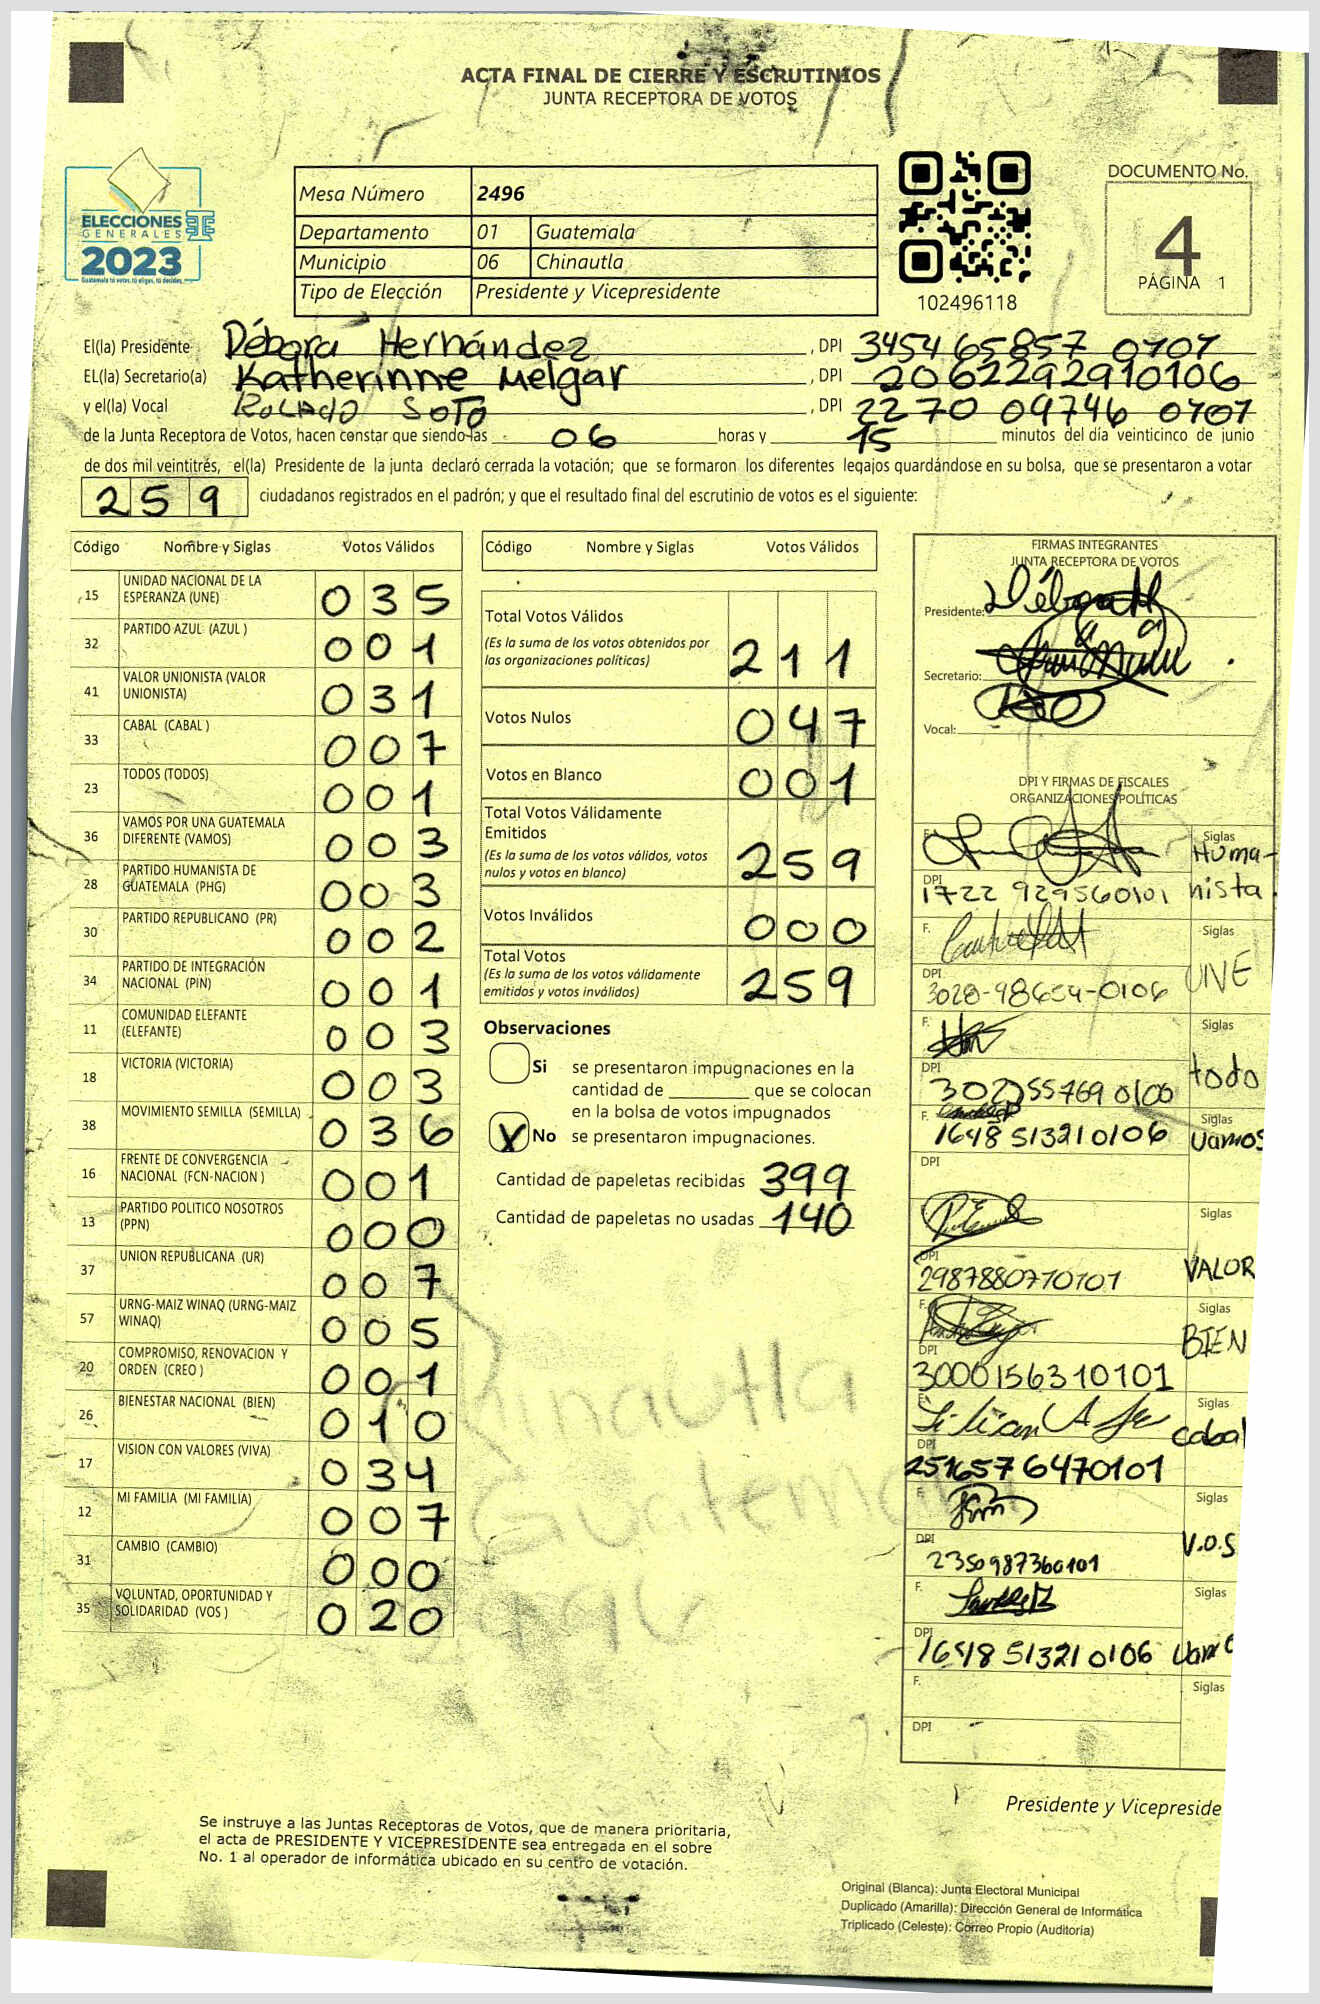 ACTA FINAL DE CIERRE Y ESCRUTINIOS
JUNTA RECEPTORA DE VOTOS
ELECCIONES
GENERALES
2023
Guatemala tú votas, tú eliges, tú decides
Mesa Número 2496
Departamento 01 Guatemala
Municipio 06 Chinautla
Tipo de Elección Presidente y Vicepresidente
102496118
DOCUMENTO No.
4
PÁGINA 1
El(la) Presidente Débora Hernández , DPI 3454 65857 0101
EL(la) Secretario(a) Katherinne Melgar , DPI 2062292910106
y el(la) Vocal Rolado Soto , DPI 2270 09746 0101
de la Junta Receptora de Votos, hacen constar que siendo las 06 horas y 15 minutos del día veinticinco de junio
de dos mil veintitrés, el(la) Presidente de la junta declaró cerrada la votación; que se formaron los diferentes legajos quardándose en su bolsa, que se presentaron a votar
259 ciudadanos registrados en el padrón; y que el resultado final del escrutinio de votos es el siguiente:
Código Nombre y Siglas Votos Válidos
15 UNIDAD NACIONAL DE LA ESPERANZA (UNE) 035
32 PARTIDO AZUL (AZUL ) 001
41 VALOR UNIONISTA (VALOR UNIONISTA) 031
33 CABAL (CABAL ) 007
23 TODOS (TODOS) 001
36 VAMOS POR UNA GUATEMALA DIFERENTE (VAMOS) 003
28 PARTIDO HUMANISTA DE GUATEMALA (PHG) 003
30 PARTIDO REPUBLICANO (PR) 002
34 PARTIDO DE INTEGRACIÓN NACIONAL (PIN) 001
11 COMUNIDAD ELEFANTE (ELEFANTE) 003
18 VICTORIA (VICTORIA) 003
38 MOVIMIENTO SEMILLA (SEMILLA) 036
16 FRENTE DE CONVERGENCIA NACIONAL (FCN-NACION ) 001
13 PARTIDO POLITICO NOSOTROS (PPN) 000
37 UNION REPUBLICANA (UR) 007
57 URNG-MAIZ WINAQ (URNG-MAIZ WINAQ) 005
20 COMPROMISO, RENOVACION Y ORDEN (CREO ) 001
26 BIENESTAR NACIONAL (BIEN) 010
17 VISION CON VALORES (VIVA) 034
12 MI FAMILIA (MI FAMILIA) 007
31 CAMBIO (CAMBIO) 000
35 VOLUNTAD, OPORTUNIDAD Y SOLIDARIDAD (VOS ) 020
Código Nombre y Siglas Votos Válidos
Total Votos Válidos
(Es la suma de los votos obtenidos por
las organizaciones políticas) 211
Votos Nulos 047
Votos en Blanco 001
Total Votos Válidamente
Emitidos
(Es la suma de los votos válidos, votos
nulos y votos en blanco) 259
Votos Inválidos 000
Total Votos
(Es la suma de los votos válidamente
emitidos y votos inválidos) 259
Observaciones
Si se presentaron impugnaciones en la
cantidad de ________ que se colocan
en la bolsa de votos impugnados
X No se presentaron impugnaciones.
Cantidad de papeletas recibidas 399
Cantidad de papeletas no usadas 140
Chinautla
Guatemala
FIRMAS INTEGRANTES
JUNTA RECEPTORA DE VOTOS
Presidente:
Secretario:
Vocal:
DPI Y FIRMAS DE FISCALES
ORGANIZACIONES POLÍTICAS
F. Siglas Humanista
DPI 1722 929560101
F. Siglas UNE
DPI 3028-98654-0106
F. Siglas todo
DPI 302255769 0106
F. Siglas Vamos
1648 513210106
DPI
Siglas VALOR
DPI 2987880710101
F. Siglas BIEN
DPI 3000156310101
F. Siglas Cabal
DPI 251657 6470101
F. Siglas V.O.S
DPI 2350987360101
F. Siglas
DPI 1648 513210106
F. Siglas
DPI
Presidente y Vicepreside
Se instruye a las Juntas Receptoras de Votos, que de manera prioritaria,
el acta de PRESIDENTE Y VICEPRESIDENTE sea entregada en el sobre
No. 1 al operador de informática ubicado en su centro de votación.
Original (Blanca): Junta Electoral Municipal
Duplicado (Amarilla): Dirección General de Informática
Triplicado (Celeste): Correo Propio (Auditoria)